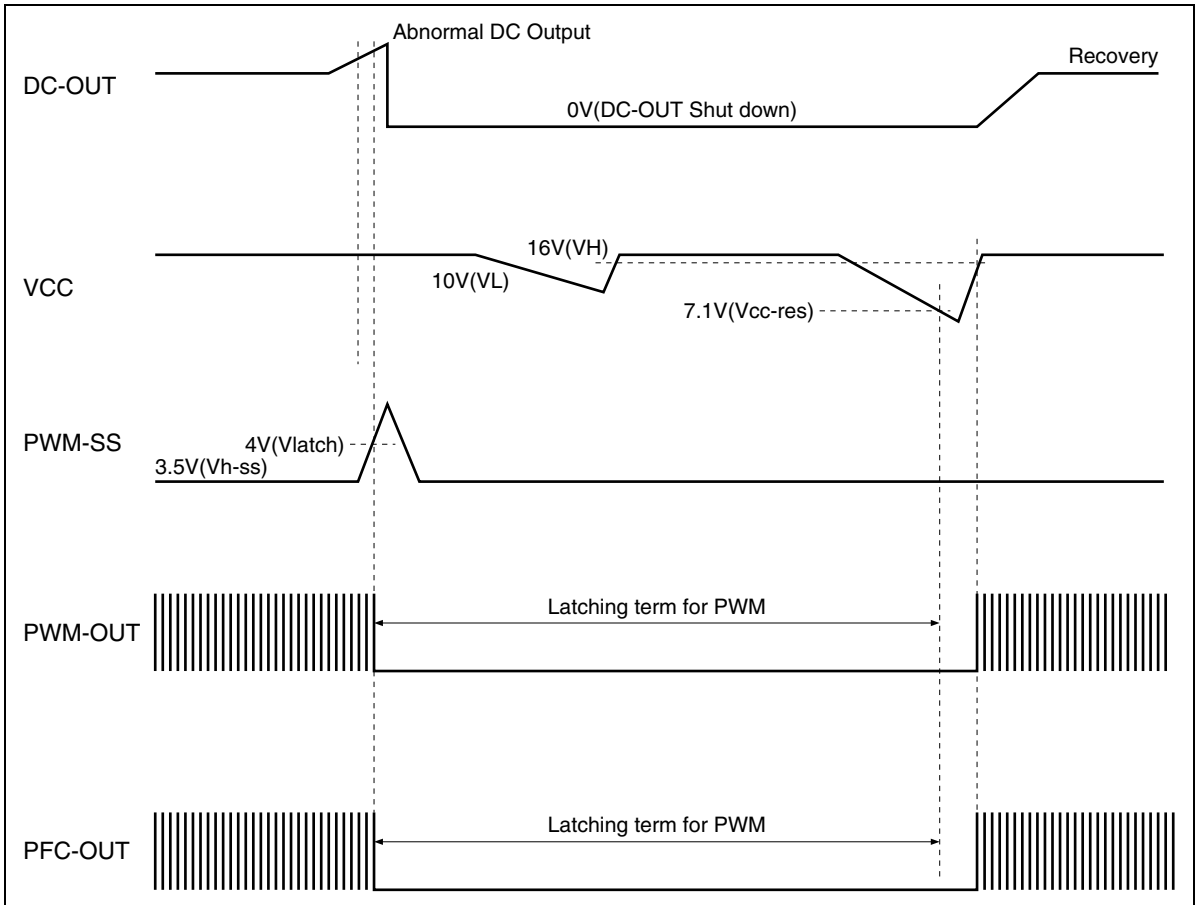 Abnormal DC Output
Recovery
DC-OUT
0V(DC-OUT Shut down)
16V(VH)
10V(VL)
VCC
7.1V(Vcc-res)
PWM-SS
4V(Vlatch)
3.5V(Vh-ss)
Latching term for PWM
PWM-OUT
Latching term for PWM
PFC-OUT